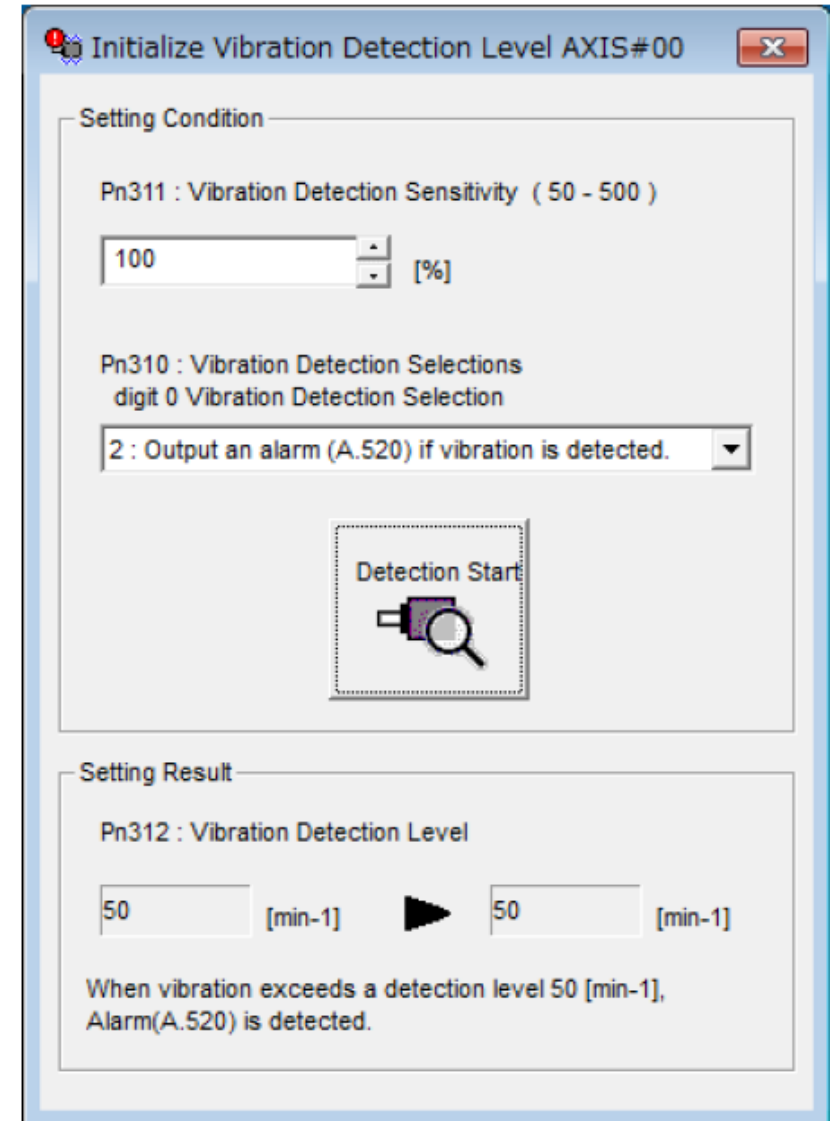 Initialize Vibration Detection Level AXIS#00
Setting Condition
Pn311 : Vibration Detection Sensitivity ( 50 - 500 )
100
[%]
Pn310 : Vibration Detection Selections
digit 0 Vibration Detection Selection
2 : Output an alarm (A.520) if vibration is detected.
Detection Start
Setting Result
Pn312 : Vibration Detection Level
50 [min-1] 50 [min-1]
When vibration exceeds a detection level 50 [min-1],
Alarm(A.520) is detected.